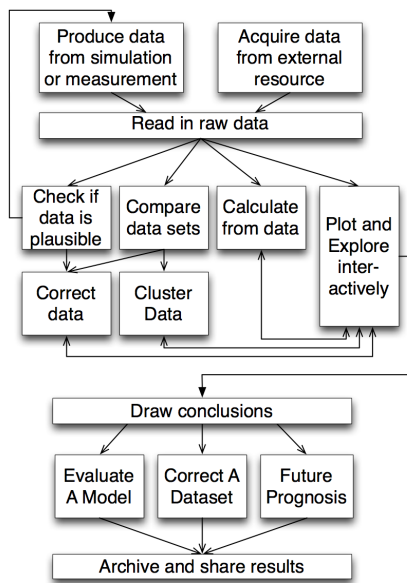 Produce data
from simulation
or measurement
Acquire data
from external
resource
Read in raw data
Check if
data is
plausible
Compare
data sets
Calculate
from data
Plot and
Explore
inter-
actively
Correct
data
Cluster
Data
Draw conclusions
Evaluate
A Model
Correct A
Dataset
Future
Prognosis
Archive and share results